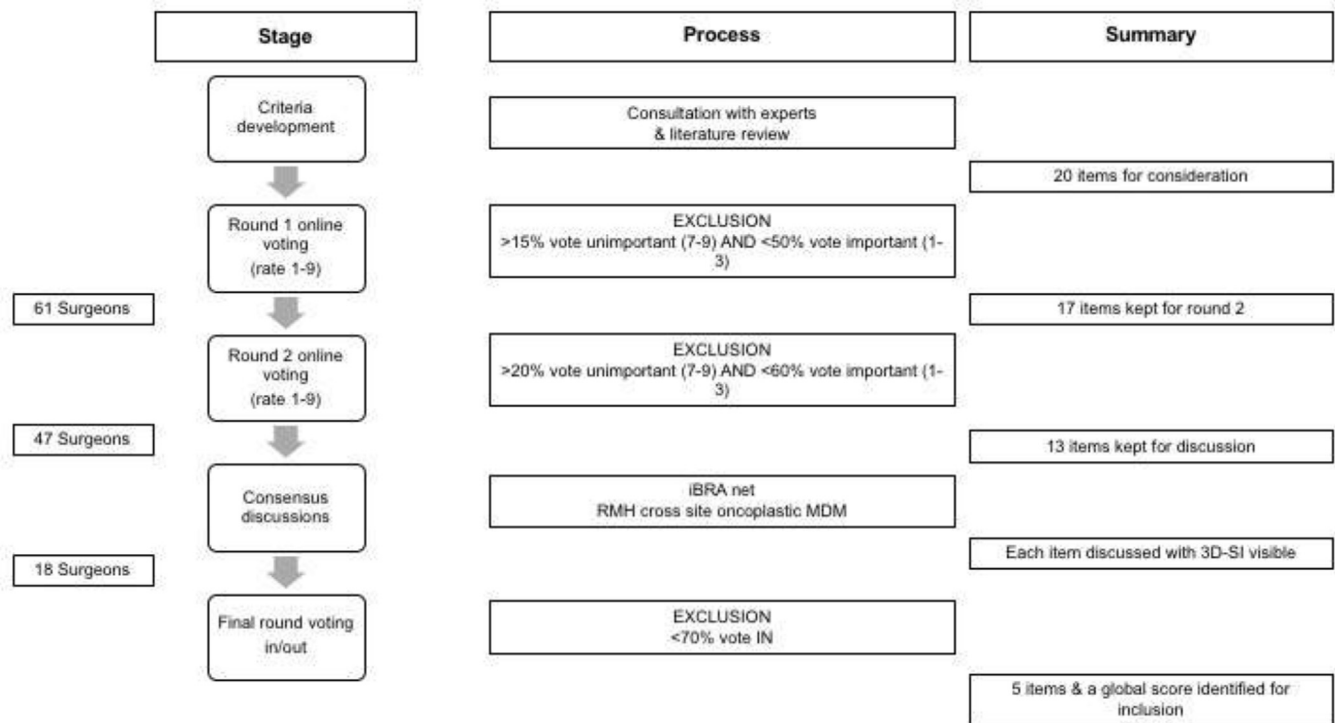 Stage
Process
Summary
Criteria
development
Consultation with experts
& literature review
20 items for consideration
Round 1 online
voting
(rate 1-9)
EXCLUSION
>15% vote unimportant (7-9) AND <50% vote important (1-
3)
61 Surgeons
17 items kept for round 2
Round 2 online
voting
(rate 1-9)
EXCLUSION
>20% vote unimportant (7-9) AND <60% vote important (1-
3)
47 Surgeons
13 items kept for discussion
Consensus
discussions
iBRA net
RMH cross site oncoplastic MDM
Each item discussed with 3D-SI visible
18 Surgeons
Final round voting
in/out
EXCLUSION
<70% vote IN
5 items & a global score identified for
inclusion